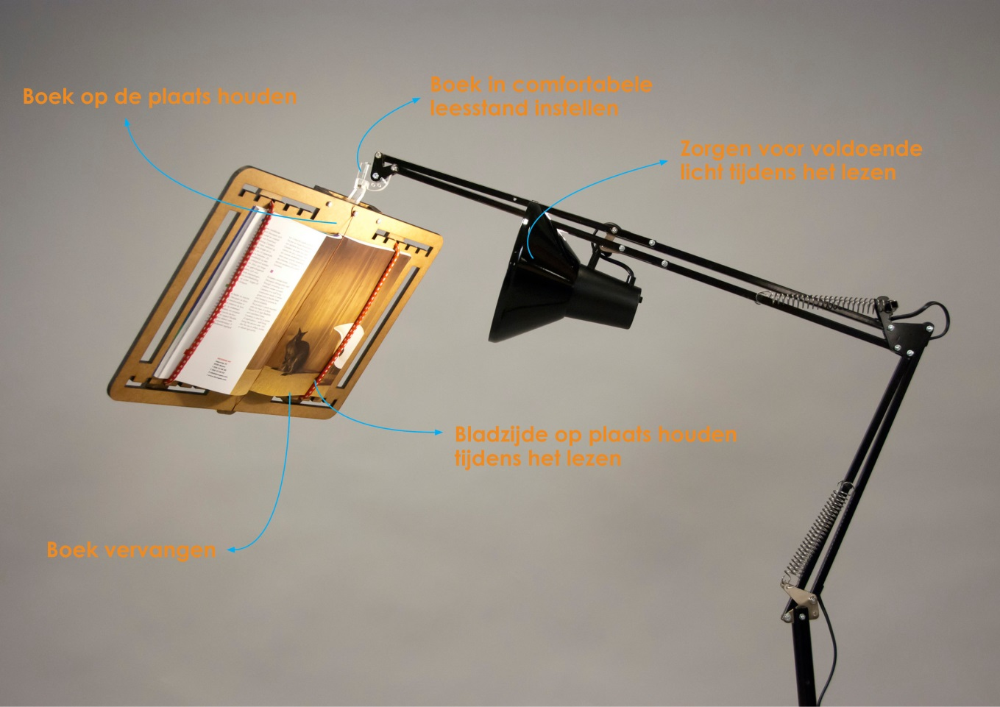 Boek op de plaats houden
Boek in comfortabele
leesstand instellen
Zorgen voor voldoende
licht tijdens het lezen
Bladzijde op plaats houden
tijdens het lezen
Boek vervangen